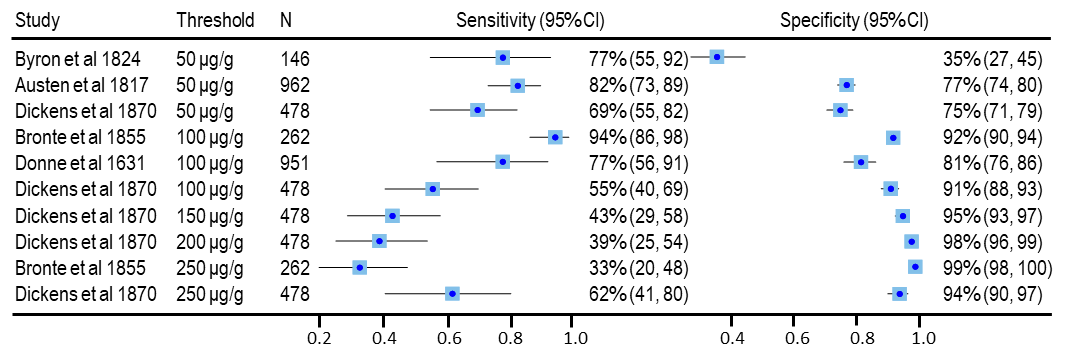 Study Threshold N Sensitivity (95%CI) Specificity (95%CI)
Byron et al 1824 50 µg/g 146 77% (55, 92) 35% (27, 45)
Austen et al 1817 50 µg/g 962 82% (73, 89) 77% (74, 80)
Dickens et al 1870 50 µg/g 478 69% (55, 82) 75% (71, 79)
Bronte et al 1855 100 µg/g 262 94% (86, 98) 92% (90, 94)
Donne et al 1631 100 µg/g 951 77% (56, 91) 81% (76, 86)
Dickens et al 1870 100 µg/g 478 55% (40, 69) 91% (88, 93)
Dickens et al 1870 150 µg/g 478 43% (29, 58) 95% (93, 97)
Dickens et al 1870 200 µg/g 478 39% (25, 54) 98% (96, 99)
Bronte et al 1855 250 µg/g 262 33% (20, 48) 99% (98, 100)
Dickens et al 1870 250 µg/g 478 62% (41, 80) 94% (90, 97)
0.2 0.4 0.6 0.8 1.0 0.4 0.6 0.8 1.0